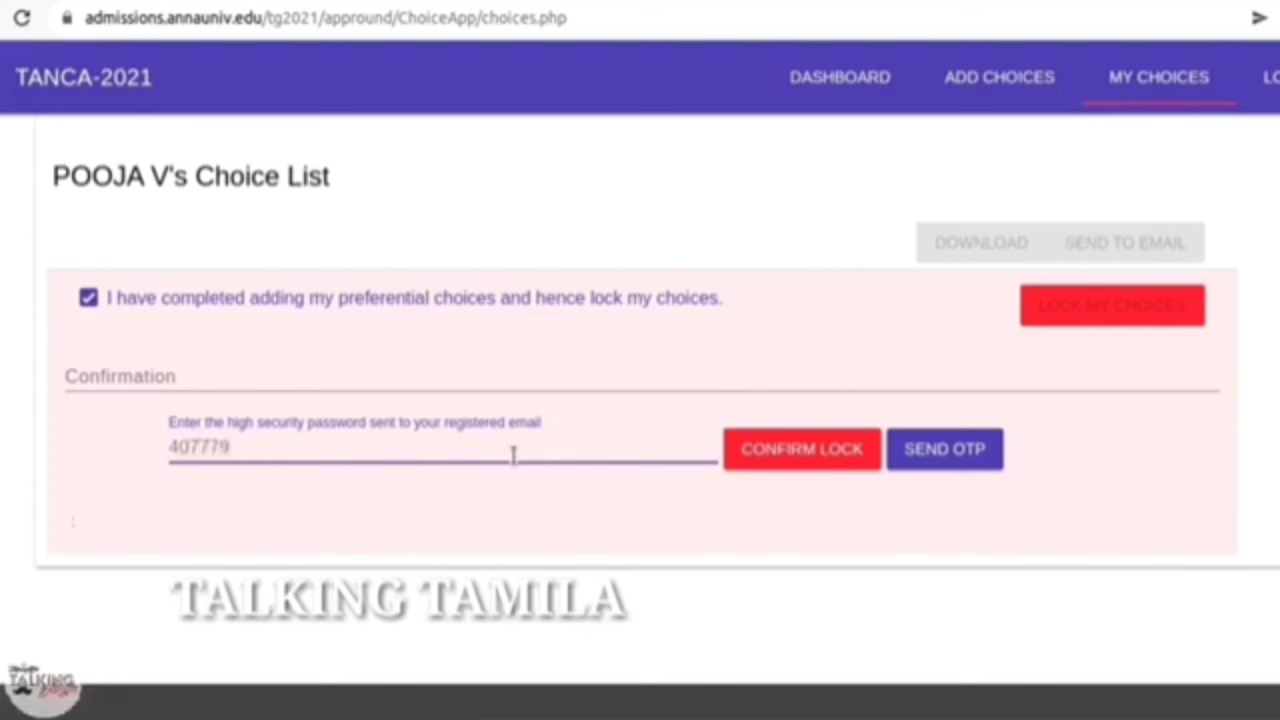 admissions.annauniv.edu/tg2021/appround/ChoiceApp/choices.php
TANCA-2021 DASHBOARD ADD CHOICES MY CHOICES
POOJA V's Choice List
DOWNLOAD SEND TO EMAIL
I have completed adding my preferential choices and hence lock my choices.
LOCK MY CHOICES
Confirmation
Enter the high security password sent to your registered email
407779
CONFIRM LOCK SEND OTP
:
TALKING TAMILA
TALKING